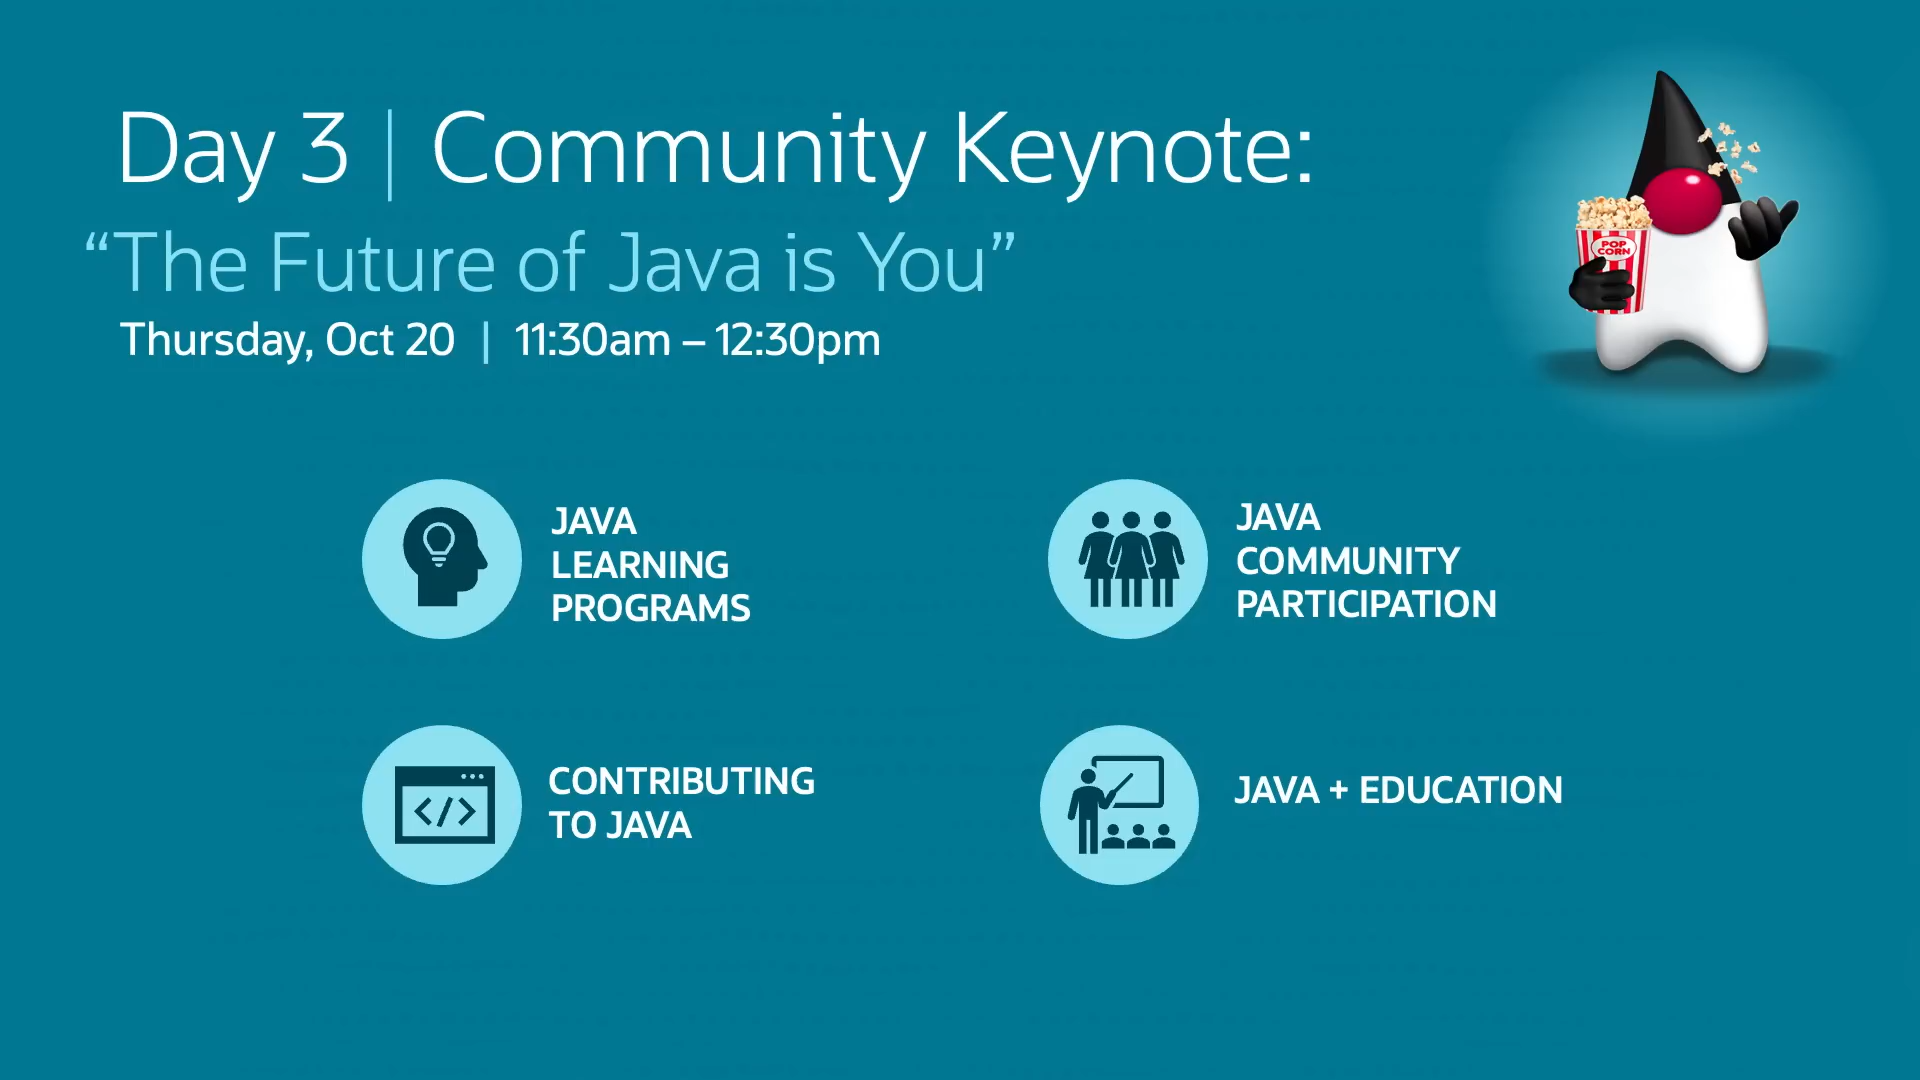 Day 3 | Community Keynote:
“The Future of Java is You”
Thursday, Oct 20 | 11:30am – 12:30pm
POP
CORN
JAVA
LEARNING
PROGRAMS
JAVA
COMMUNITY
PARTICIPATION
</>
CONTRIBUTING
TO JAVA
JAVA + EDUCATION